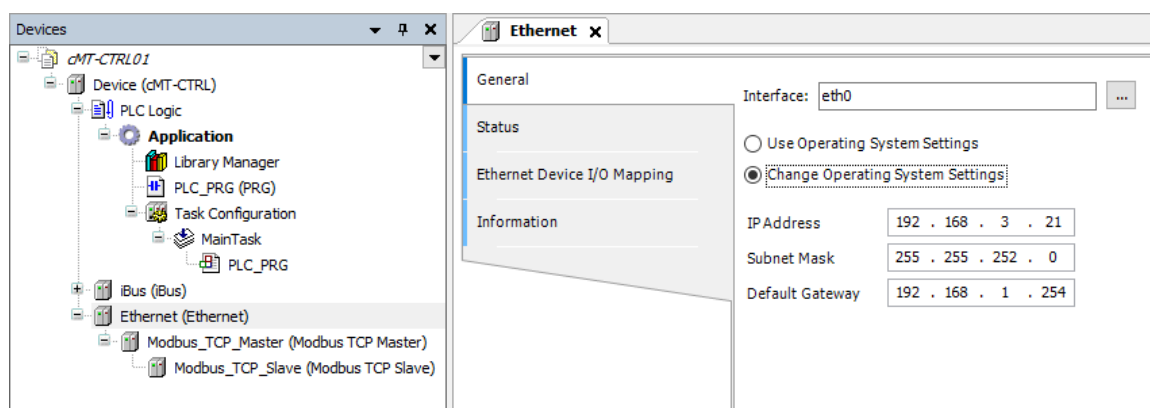 Devices
cMT-CTRL01
Device (cMT-CTRL)
PLC Logic
Application
Library Manager
PLC_PRG (PRG)
Task Configuration
MainTask
PLC_PRG
iBus (iBus)
Ethernet (Ethernet)
Modbus_TCP_Master (Modbus TCP Master)
Modbus_TCP_Slave (Modbus TCP Slave)
Ethernet
General
Status
Ethernet Device I/O Mapping
Information
Interface: eth0 ...
Use Operating System Settings
Change Operating System Settings
IP Address 192 . 168 . 3 . 21
Subnet Mask 255 . 255 . 252 . 0
Default Gateway 192 . 168 . 1 . 254